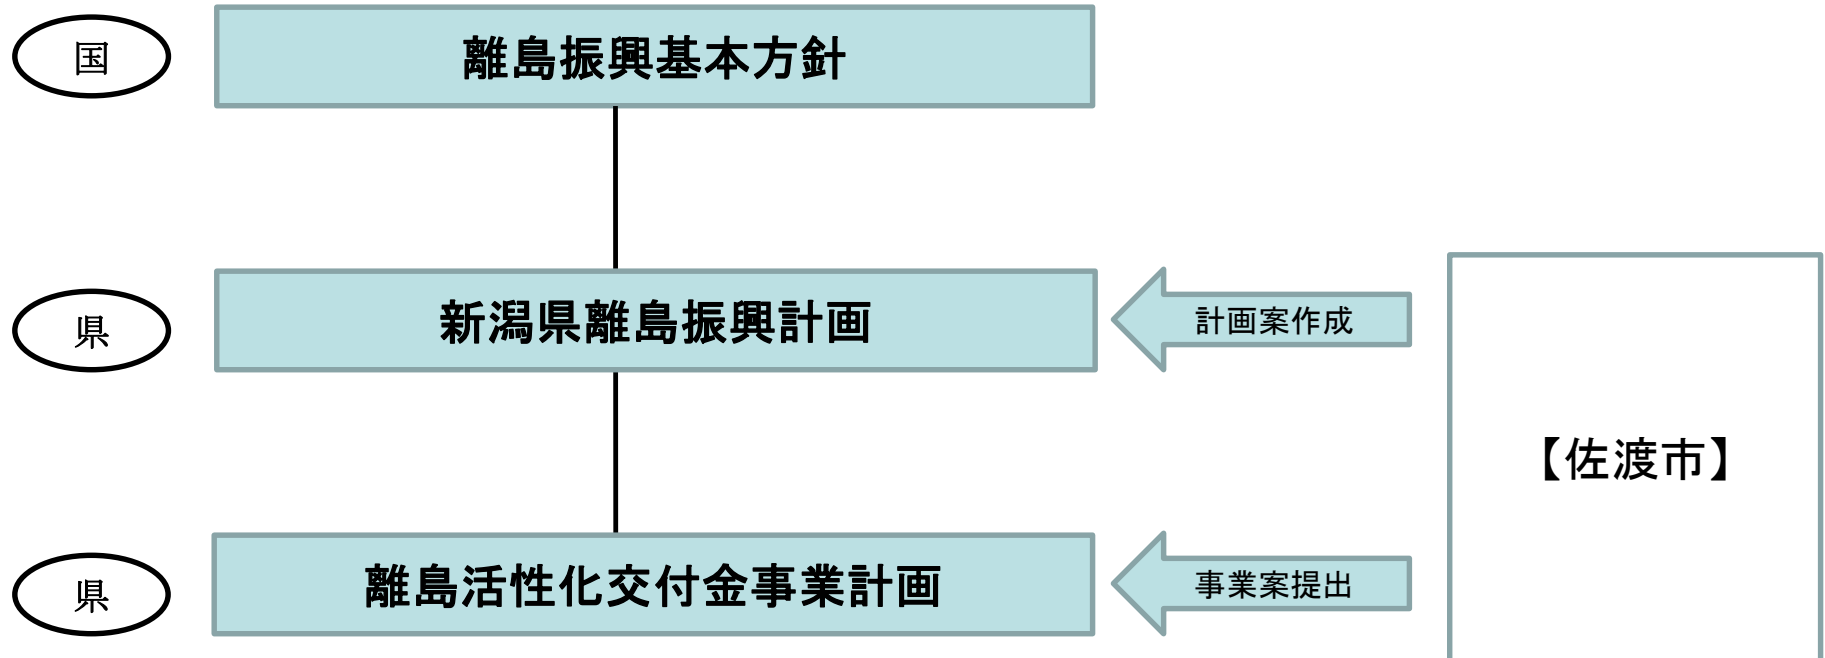 国
離島振興基本方針
県
新潟県離島振興計画
計画案作成
【佐渡市】
県
離島活性化交付金事業計画
事業案提出